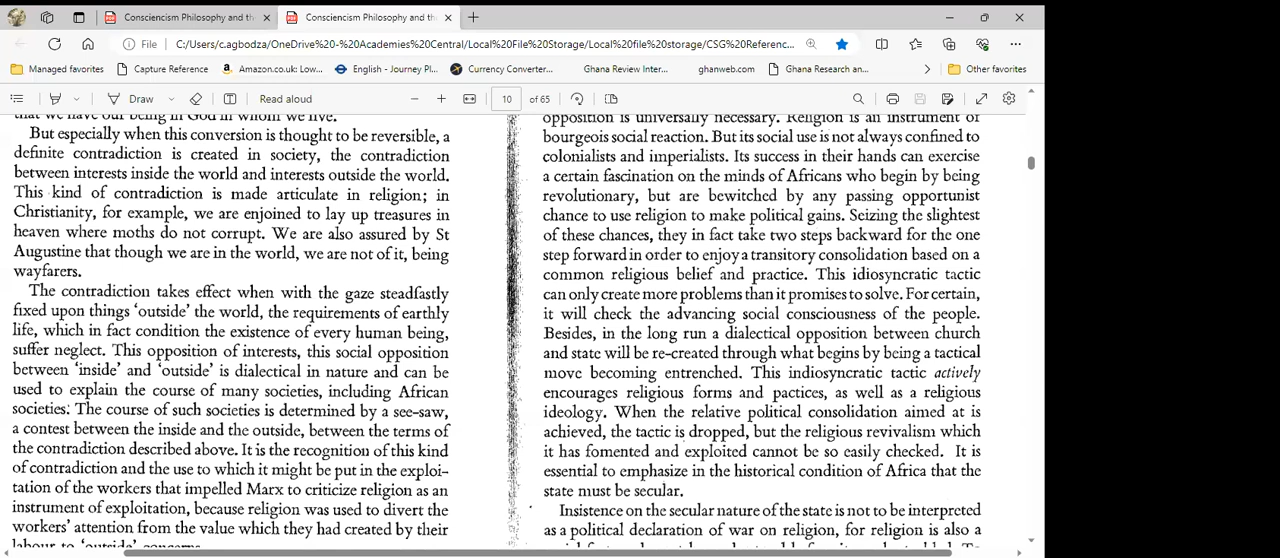 Consciencism Philosophy and th
Consciencism Philosophy and th
File
C:/Users/c.agbodza/OneDrive%20-%20Academies%20Central/Local%20File%20Storage/Local%20file%20storage/CSG%20Referenc...
Managed favorites
Capture Reference
Amazon.co.uk: Low...
English - Journey Pl...
Currency Converter...
Ghana Review Inter...
ghanweb.com
Ghana Research an...
Other favorites
Draw
Read aloud
10 of 65
that we have our being in God in whom we live.
But especially when this conversion is thought to be reversible, a
definite contradiction is created in society, the contradiction
between interests inside the world and interests outside the world.
This kind of contradiction is made articulate in religion; in
Christianity, for example, we are enjoined to lay up treasures in
heaven where moths do not corrupt. We are also assured by St
Augustine that though we are in the world, we are not of it, being
wayfarers.
The contradiction takes effect when with the gaze steadfastly
fixed upon things ‘outside’ the world, the requirements of earthly
life, which in fact condition the existence of every human being,
suffer neglect. This opposition of interests, this social opposition
between ‘inside’ and ‘outside’ is dialectical in nature and can be
used to explain the course of many societies, including African
societies. The course of such societies is determined by a see-saw,
a contest between the inside and the outside, between the terms of
the contradiction described above. It is the recognition of this kind
of contradiction and the use to which it might be put in the exploi-
tation of the workers that impelled Marx to criticize religion as an
instrument of exploitation, because religion was used to divert the
workers’ attention from the value which they had created by their
labour to ‘outside’ concerns.
opposition is universally necessary. Religion is an instrument of
bourgeois social reaction. But its social use is not always confined to
colonialists and imperialists. Its success in their hands can exercise
a certain fascination on the minds of Africans who begin by being
revolutionary, but are bewitched by any passing opportunist
chance to use religion to make political gains. Seizing the slightest
of these chances, they in fact take two steps backward for the one
step forward in order to enjoy a transitory consolidation based on a
common religious belief and practice. This idiosyncratic tactic
can only create more problems than it promises to solve. For certain,
it will check the advancing social consciousness of the people.
Besides, in the long run a dialectical opposition between church
and state will be re-created through what begins by being a tactical
move becoming entrenched. This indiosyncratic tactic actively
encourages religious forms and pactices, as well as a religious
ideology. When the relative political consolidation aimed at is
achieved, the tactic is dropped, but the religious revivalism which
it has fomented and exploited cannot be so easily checked. It is
essential to emphasize in the historical condition of Africa that the
state must be secular.
Insistence on the secular nature of the state is not to be interpreted
as a political declaration of war on religion, for religion is also a